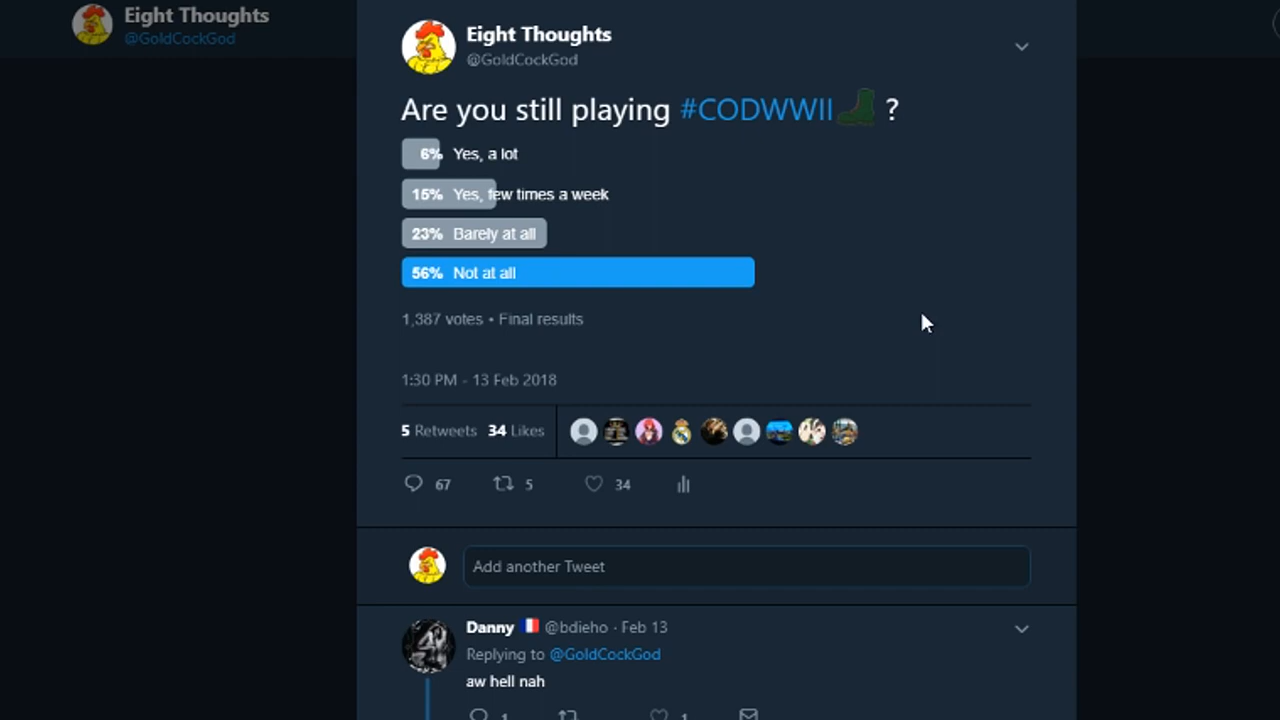 Eight Thoughts
@GoldCockGod
Eight Thoughts
@GoldCockGod
Are you still playing #CODWWII ?
6% Yes, a lot
15% Yes, few times a week
23% Barely at all
56% Not at all
1,387 votes • Final results
1:30 PM - 13 Feb 2018
5 Retweets 34 Likes
67 5 34
Add another Tweet
Danny @bdieho · Feb 13
Replying to @GoldCockGod
aw hell nah
1 1